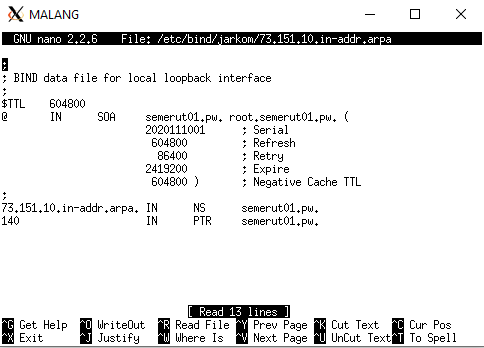 MALANG
GNU nano 2.2.6 File: /etc/bind/jarkom/73.151.10.in-addr.arpa
;
; BIND data file for local loopback interface
;
$TTL 604800
@ IN SOA semerut01.pw. root.semerut01.pw. (
2020111001 ; Serial
604800 ; Refresh
86400 ; Retry
2419200 ; Expire
604800 ) ; Negative Cache TTL
;
73.151.10.in-addr.arpa. IN NS semerut01.pw.
140 IN PTR semerut01.pw.
[ Read 13 lines ]
^G Get Help ^O WriteOut ^R Read File ^Y Prev Page ^K Cut Text ^C Cur Pos
^X Exit ^J Justify ^W Where Is ^V Next Page ^U UnCut Text ^T To Spell